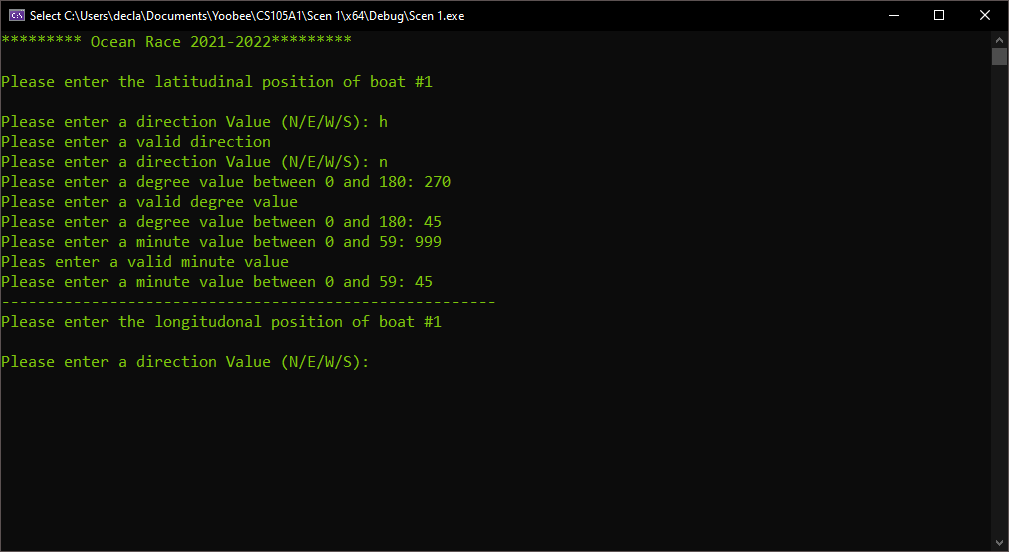 Select C:\Users\decla\Documents\Yoobee\CS105A1\Scen 1\x64\Debug\Scen 1.exe
********* Ocean Race 2021-2022*********
Please enter the latitudinal position of boat #1
Please enter a direction Value (N/E/W/S): h
Please enter a valid direction
Please enter a direction Value (N/E/W/S): n
Please enter a degree value between 0 and 180: 270
Please enter a valid degree value
Please enter a degree value between 0 and 180: 45
Please enter a minute value between 0 and 59: 999
Pleas enter a valid minute value
Please enter a minute value between 0 and 59: 45
-------------------------------------------------------
Please enter the longitudonal position of boat #1
Please enter a direction Value (N/E/W/S):